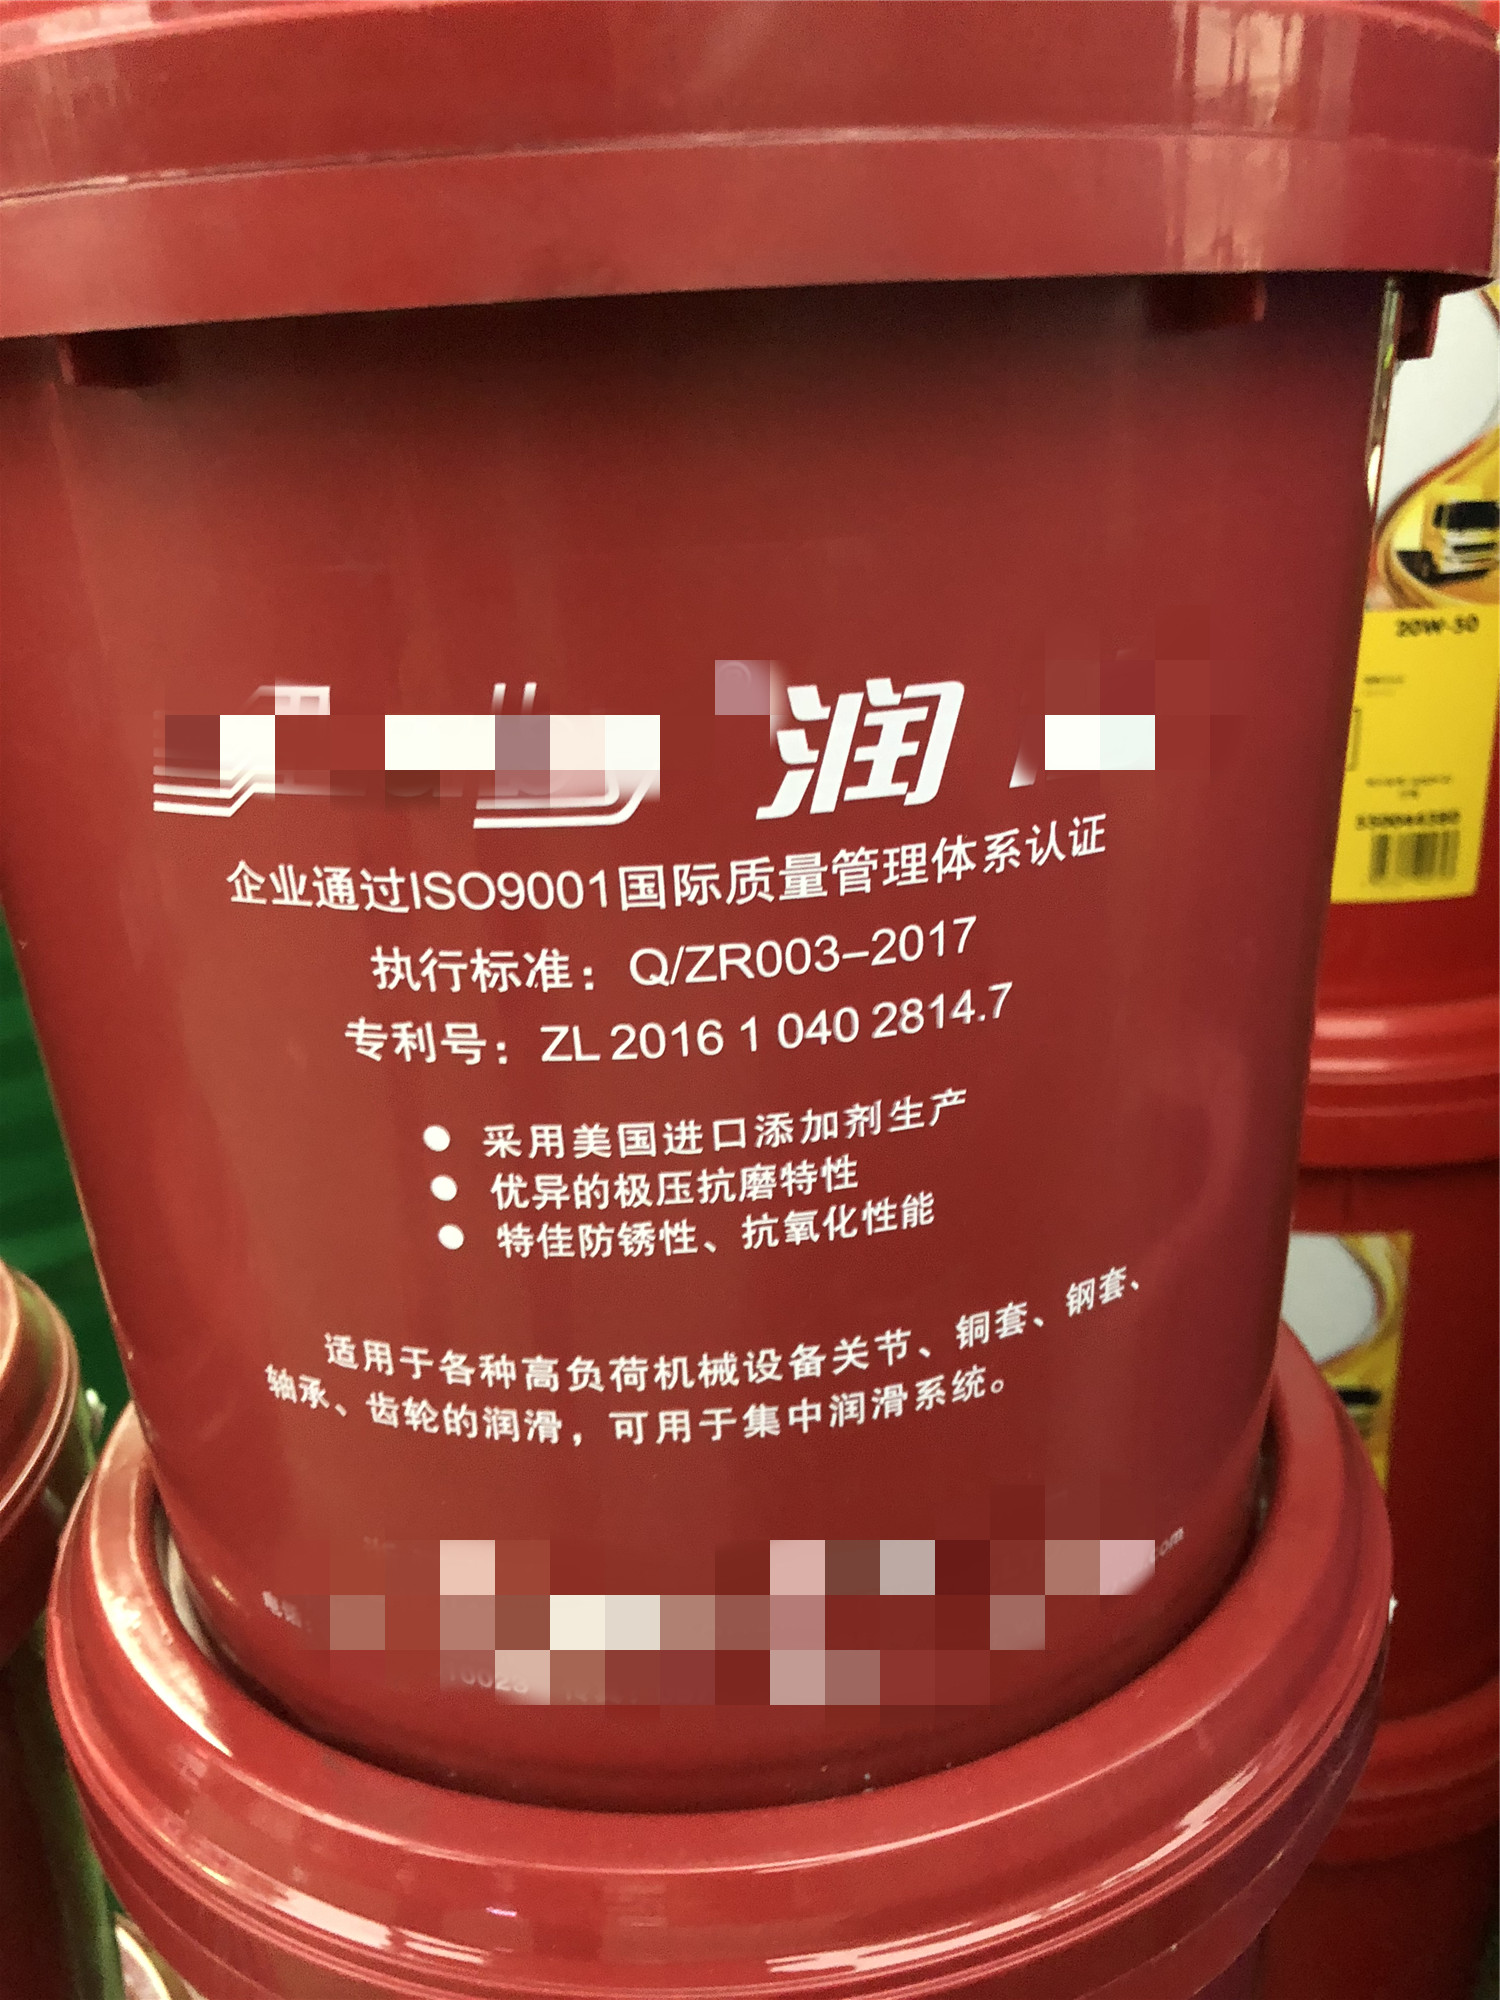 润
企业通过ISO9001国际质量管理体系认证
执行标准：Q/ZR003-2017
专利号：ZL 2016 1 040 2814.7
● 采用美国进口添加剂生产
● 优异的极压抗磨特性
● 特佳防锈性、抗氧化性能
适用于各种高负荷机械设备关节、铜套、钢套、
轴承、齿轮的润滑，可用于集中润滑系统。
.com
电话：
20W-50